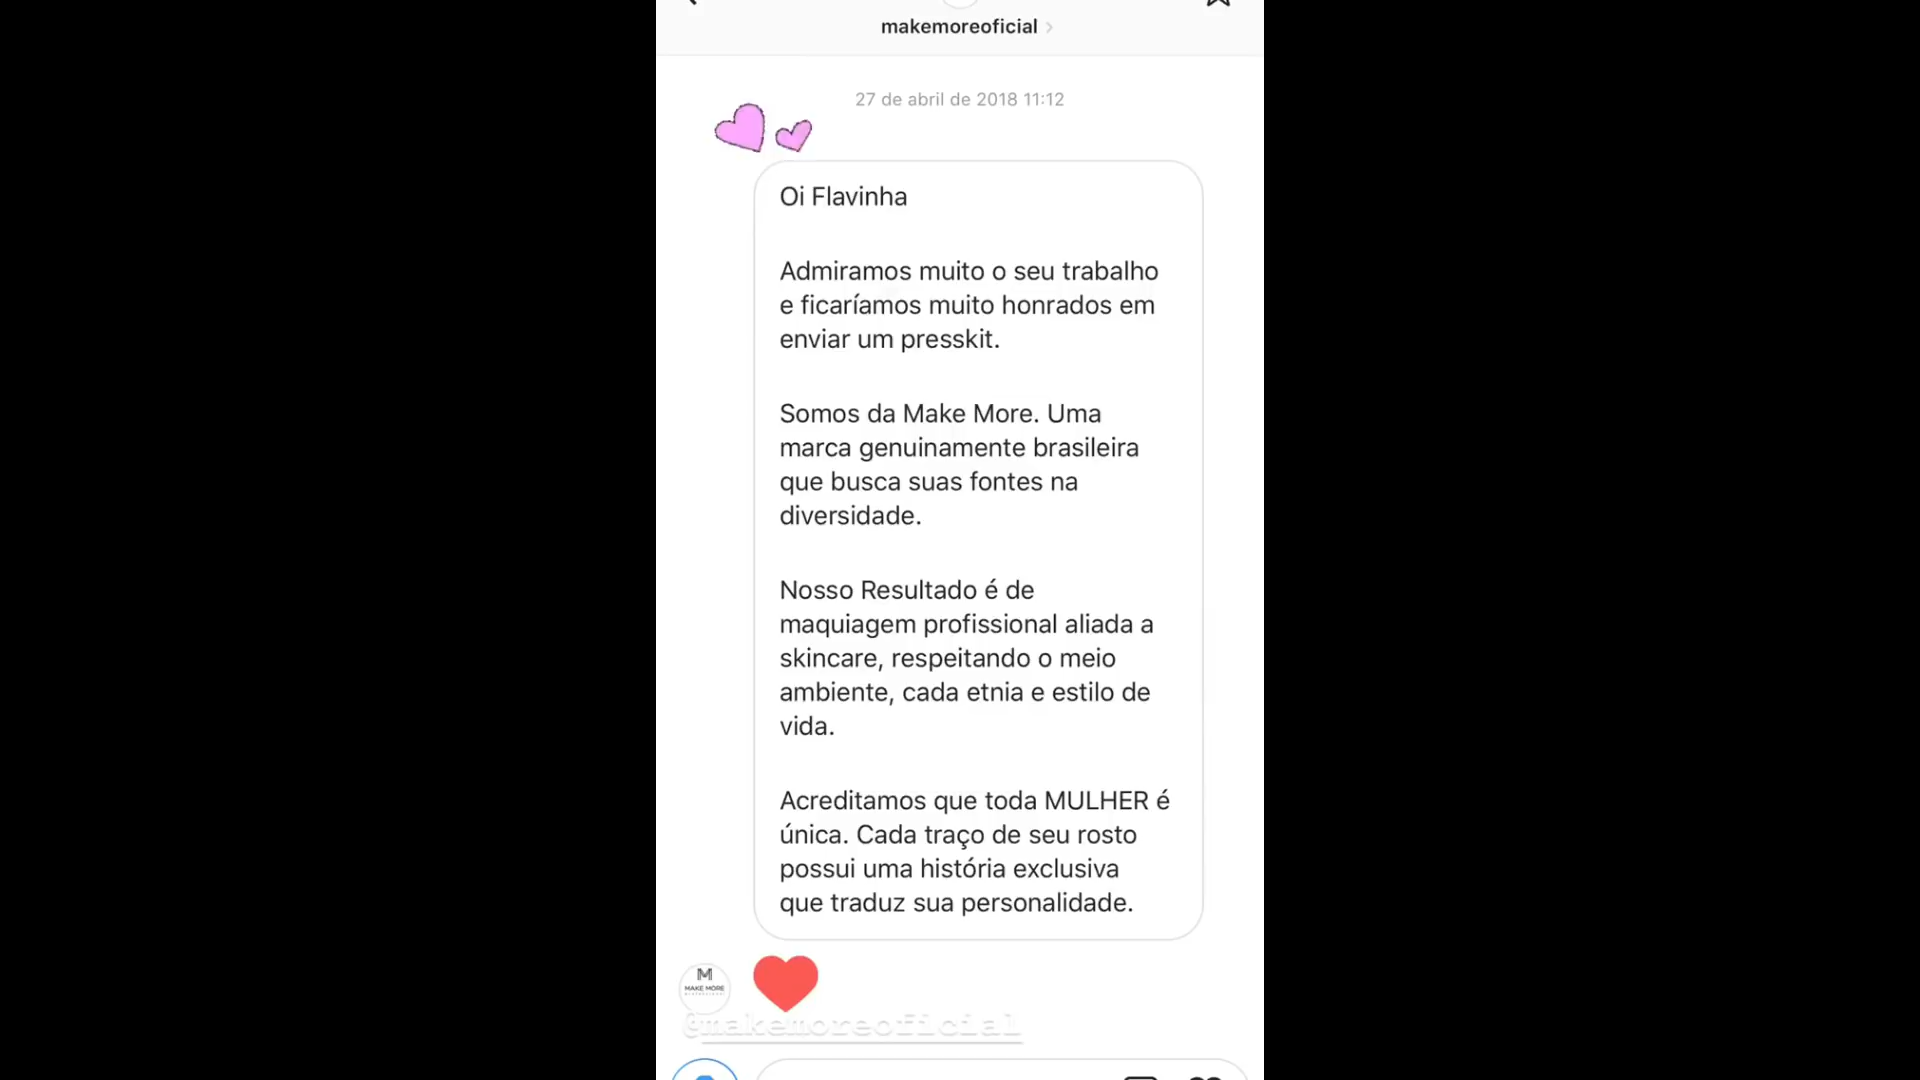 makemoreoficial
27 de abril de 2018 11:12
Oi Flavinha
Admiramos muito o seu trabalho
e ficaríamos muito honrados em
enviar um presskit.
Somos da Make More. Uma
marca genuinamente brasileira
que busca suas fontes na
diversidade.
Nosso Resultado é de
maquiagem profissional aliada a
skincare, respeitando o meio
ambiente, cada etnia e estilo de
vida.
Acreditamos que toda MULHER é
única. Cada traço de seu rosto
possui uma história exclusiva
que traduz sua personalidade.
M
MAKE MORE
@makemoreoficial